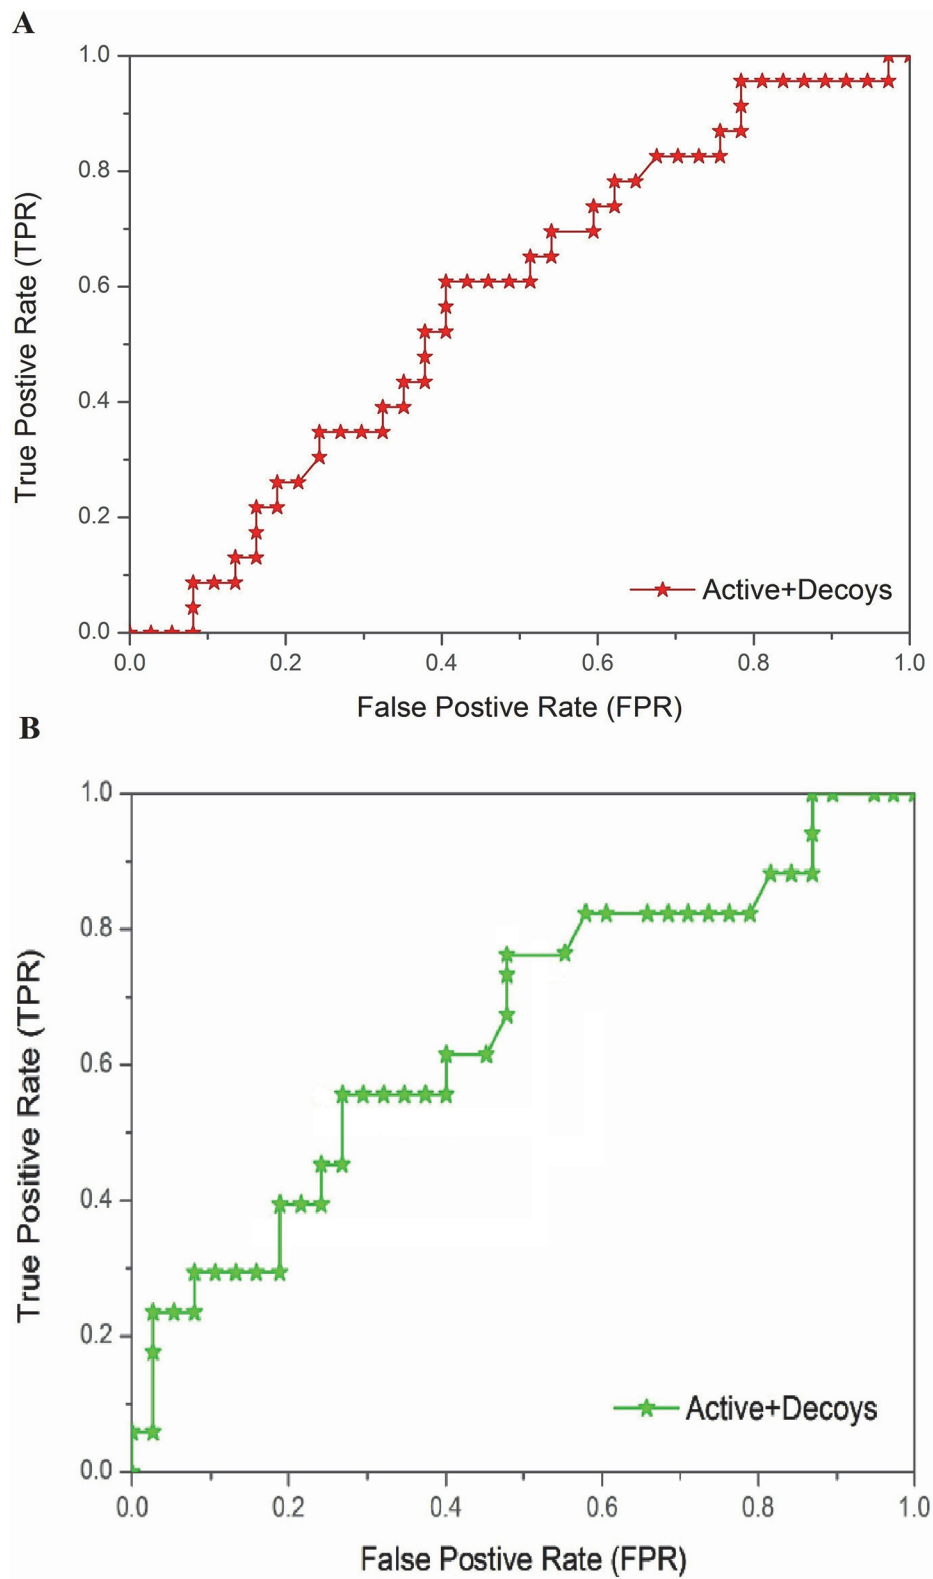 A
1.0
0.8
0.6
0.4
0.2
0.0
True Postive Rate (TPR)
Active+Decoys
0.0 0.2 0.4 0.6 0.8 1.0
False Postive Rate (FPR)
B
1.0
0.8
0.6
0.4
0.2
0.0
True Positive Rate (TPR)
Active+Decoys
0.0 0.2 0.4 0.6 0.8 1.0
False Postive Rate (FPR)